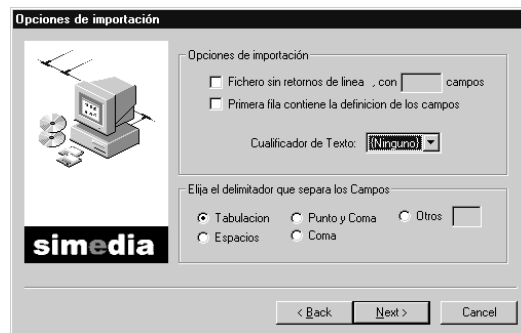 Opciones de importación
Opciones de importación
Fichero sin retornos de linea , con campos
Primera fila contiene la definicion de los campos
Cualificador de Texto: {Ninguno}
Elija el delimitador que separa los Campos
Tabulacion Punto y Coma Otros
Espacios Coma
simedia
< Back Next > Cancel